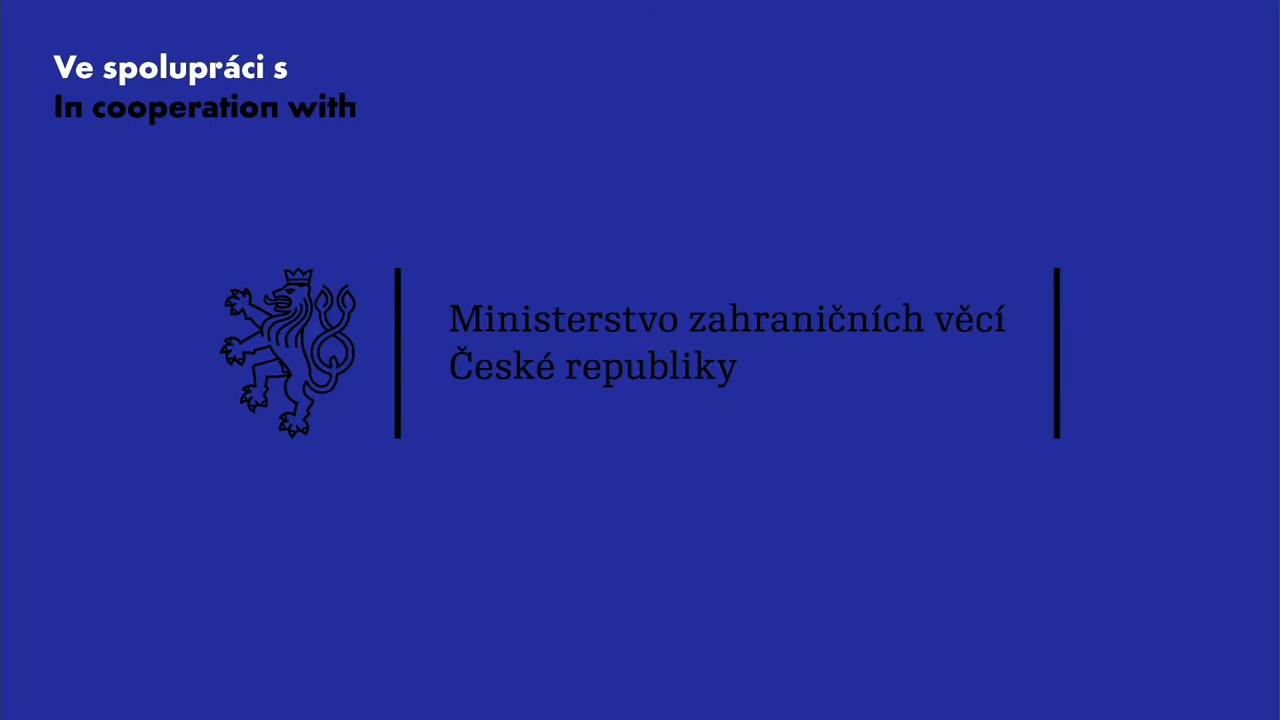 Ve spolupráci s
In cooperation with
Ministerstvo zahraničních věcí
České republiky